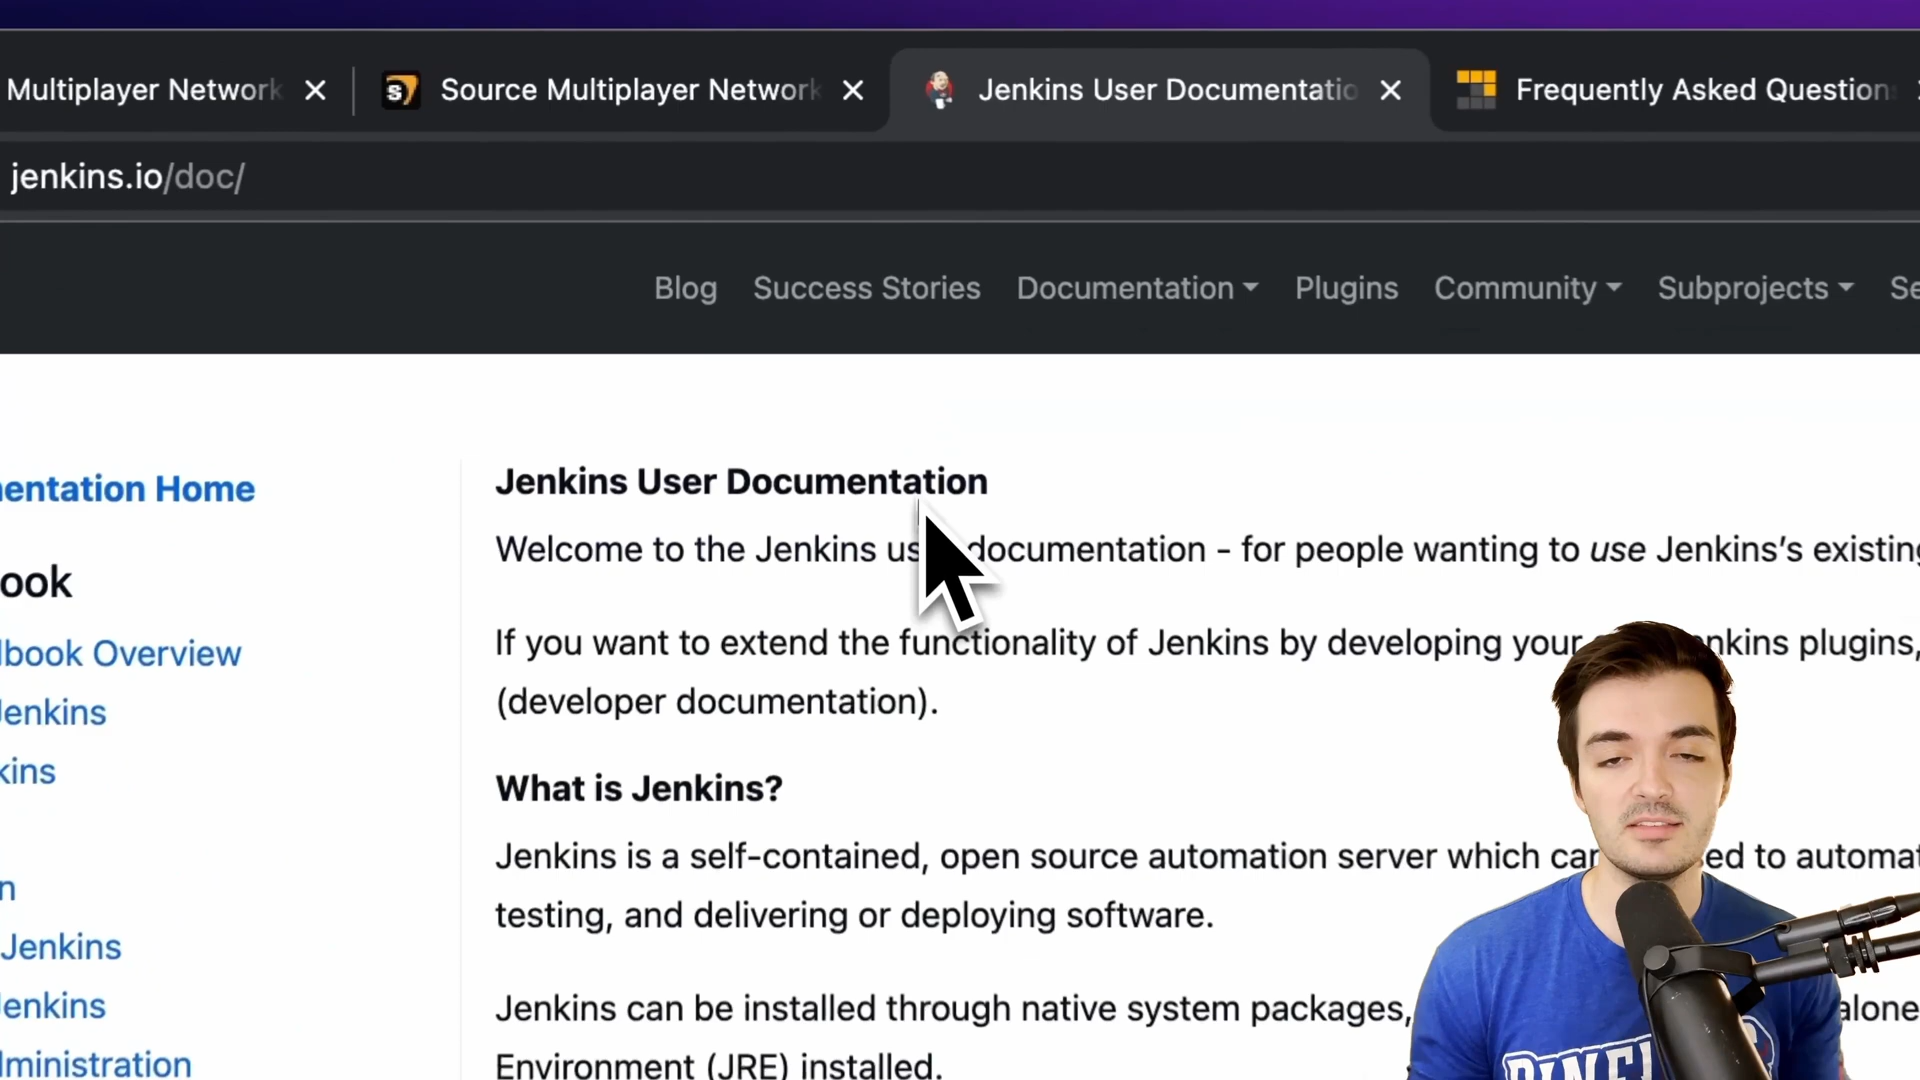 Multiplayer Network
Source Multiplayer Network
Jenkins User Documentatio
Frequently Asked Question
jenkins.io/doc/
Blog Success Stories Documentation Plugins Community Subprojects Se
entation Home
ook
book Overview
Jenkins
kins
n
Jenkins
Jenkins
dministration
Jenkins User Documentation
Welcome to the Jenkins us documentation - for people wanting to use Jenkins's existing
If you want to extend the functionality of Jenkins by developing your nkins plugins,
(developer documentation).
What is Jenkins?
Jenkins is a self-contained, open source automation server which can ed to automat
testing, and delivering or deploying software.
Jenkins can be installed through native system packages, alone
Environment (JRE) installed.